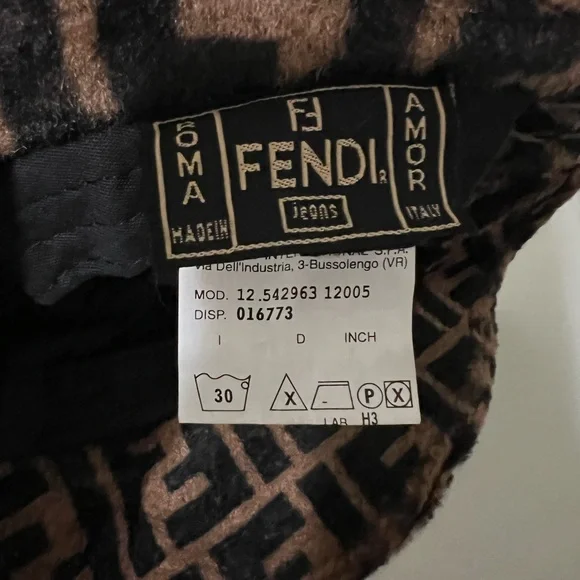 ROMA
MADE IN
FF
FENDI R
jeans
AMOR
ITALY
INTERNATIONAL S.P.A.
Via Dell'Industria, 3-Bussolengo (VR)
MOD. 12.542963 12005
DISP. 016773
I D INCH
30 X - P X
LAB H3